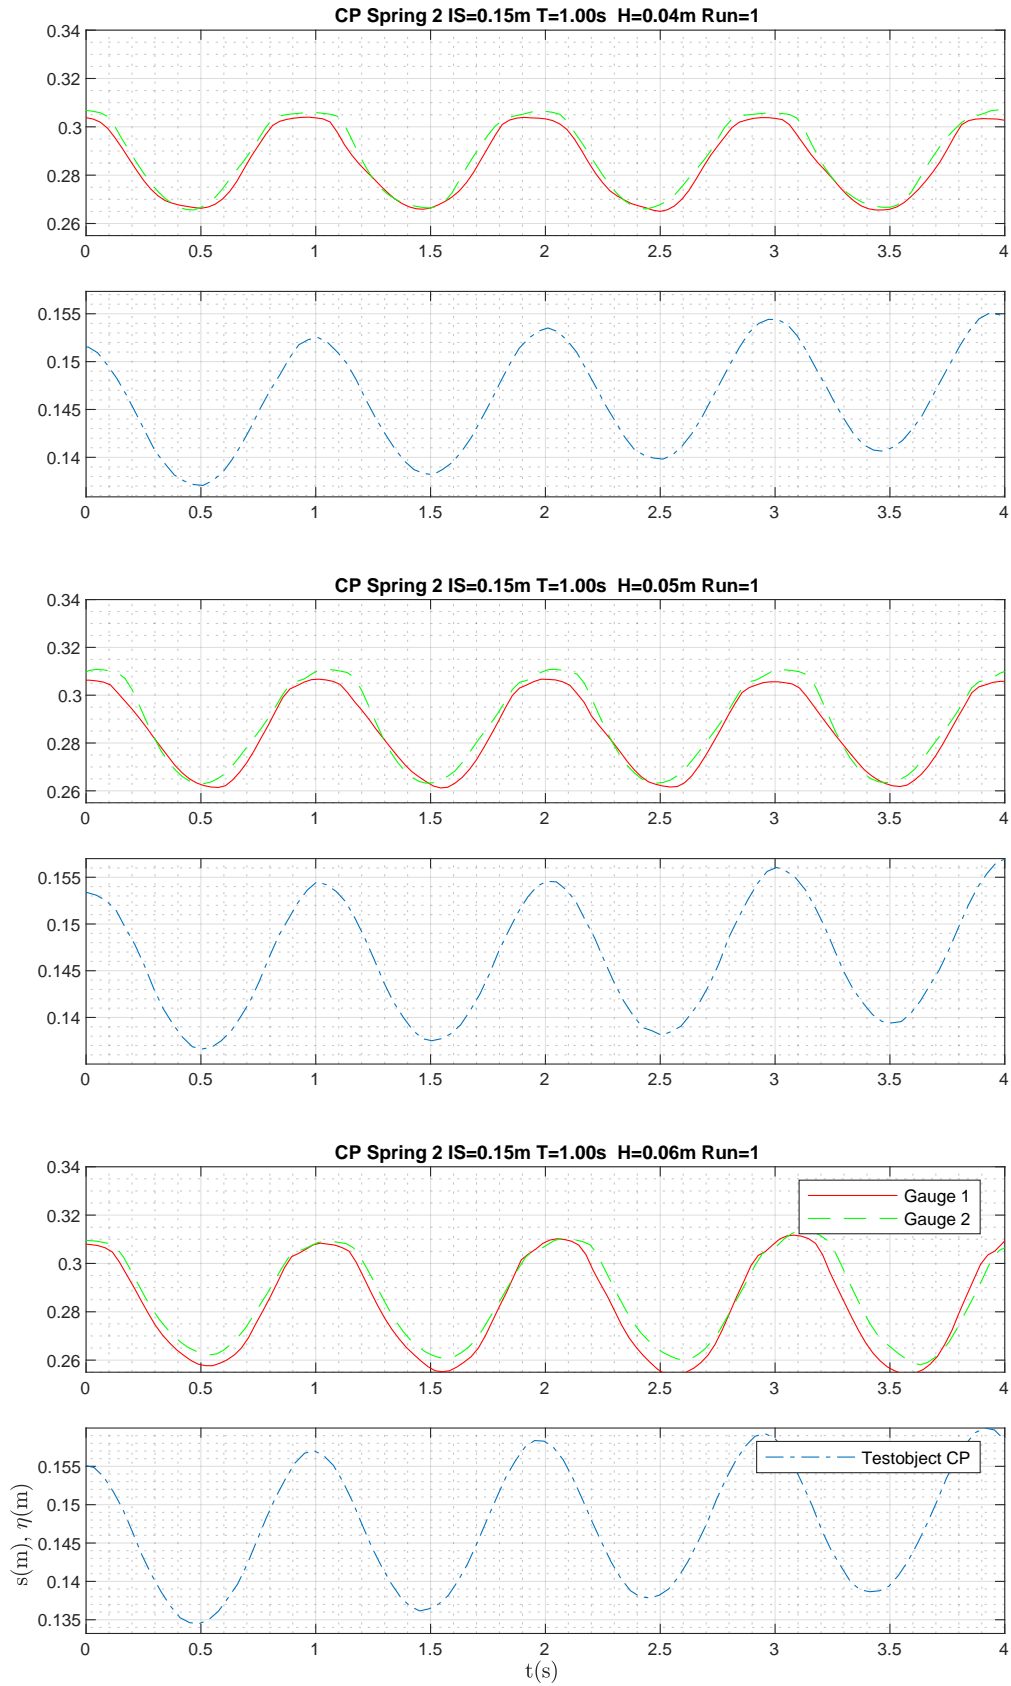 CP Spring 2 IS=0.15m T=1.00s H=0.04m Run=1
0.34
0.32
0.3
0.28
0.26
0 0.5 1 1.5 2 2.5 3 3.5 4
0.155
0.15
0.145
0.14
0 0.5 1 1.5 2 2.5 3 3.5 4
CP Spring 2 IS=0.15m T=1.00s H=0.05m Run=1
0.34
0.32
0.3
0.28
0.26
0 0.5 1 1.5 2 2.5 3 3.5 4
0.155
0.15
0.145
0.14
0 0.5 1 1.5 2 2.5 3 3.5 4
CP Spring 2 IS=0.15m T=1.00s H=0.06m Run=1
0.34
Gauge 1
Gauge 2
0.32
0.3
0.28
0.26
0 0.5 1 1.5 2 2.5 3 3.5 4
Testobject CP
0.155
0.15
0.145
0.14
0.135
s(m), η(m)
0 0.5 1 1.5 2 2.5 3 3.5 4
t(s)